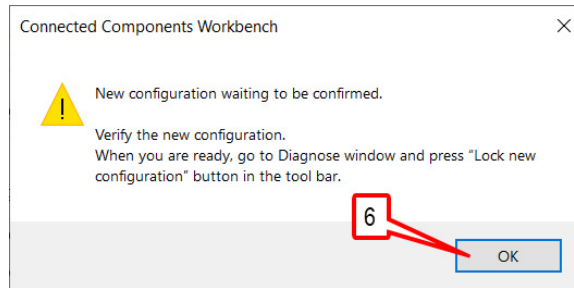 Connected Components Workbench
New configuration waiting to be confirmed.
Verify the new configuration.
When you are ready, go to Diagnose window and press "Lock new
configuration" button in the tool bar.
6
OK